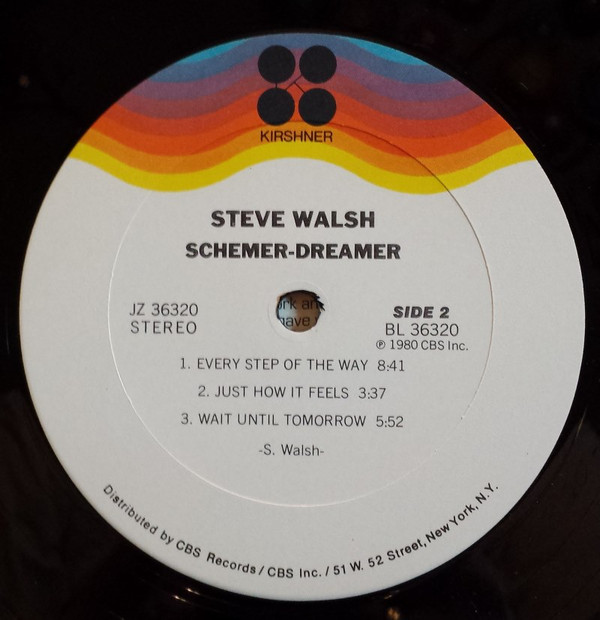 KIRSHNER
STEVE WALSH
SCHEMER-DREAMER
JZ 36320
STEREO
SIDE 2
BL 36320
℗ 1980 CBS Inc.
1. EVERY STEP OF THE WAY 8:41
2. JUST HOW IT FEELS 3:37
3. WAIT UNTIL TOMORROW 5:52
-S. Walsh-
Distributed by CBS Records / CBS Inc. / 51 W. 52 Street, New York, N.Y.